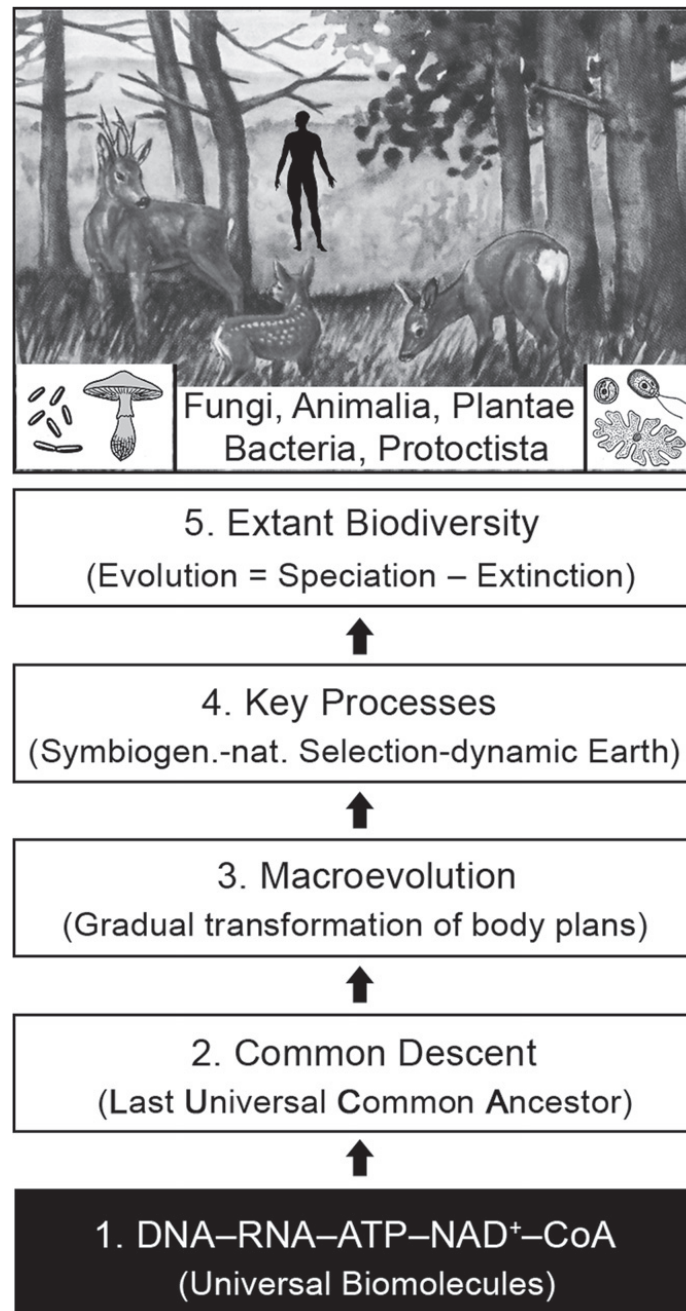 Fungi, Animalia, Plantae
Bacteria, Protoctista
5. Extant Biodiversity
(Evolution = Speciation – Extinction)
4. Key Processes
(Symbiogen.-nat. Selection-dynamic Earth)
3. Macroevolution
(Gradual transformation of body plans)
2. Common Descent
(Last Universal Common Ancestor)
1. DNA–RNA–ATP–NAD⁺–CoA
(Universal Biomolecules)